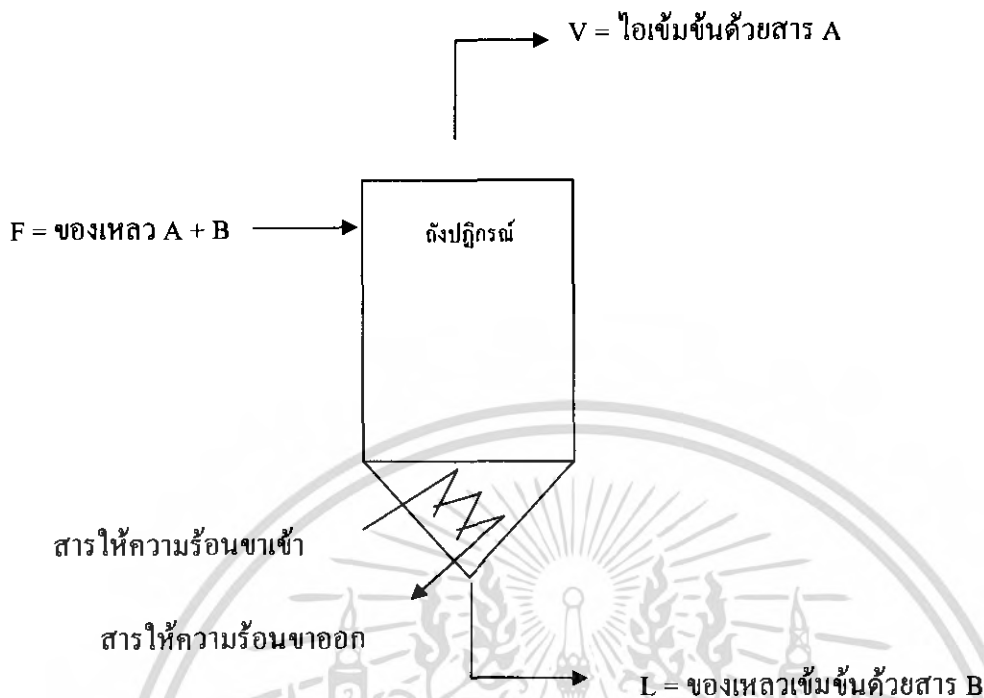 V = ไอเข้มข้นด้วยสาร A
F = ของเหลว A + B
ถังปฏิกรณ์
สารให้ความร้อนขาเข้า
สารให้ความร้อนขาออก
L = ของเหลวเข้มข้นด้วยสาร B